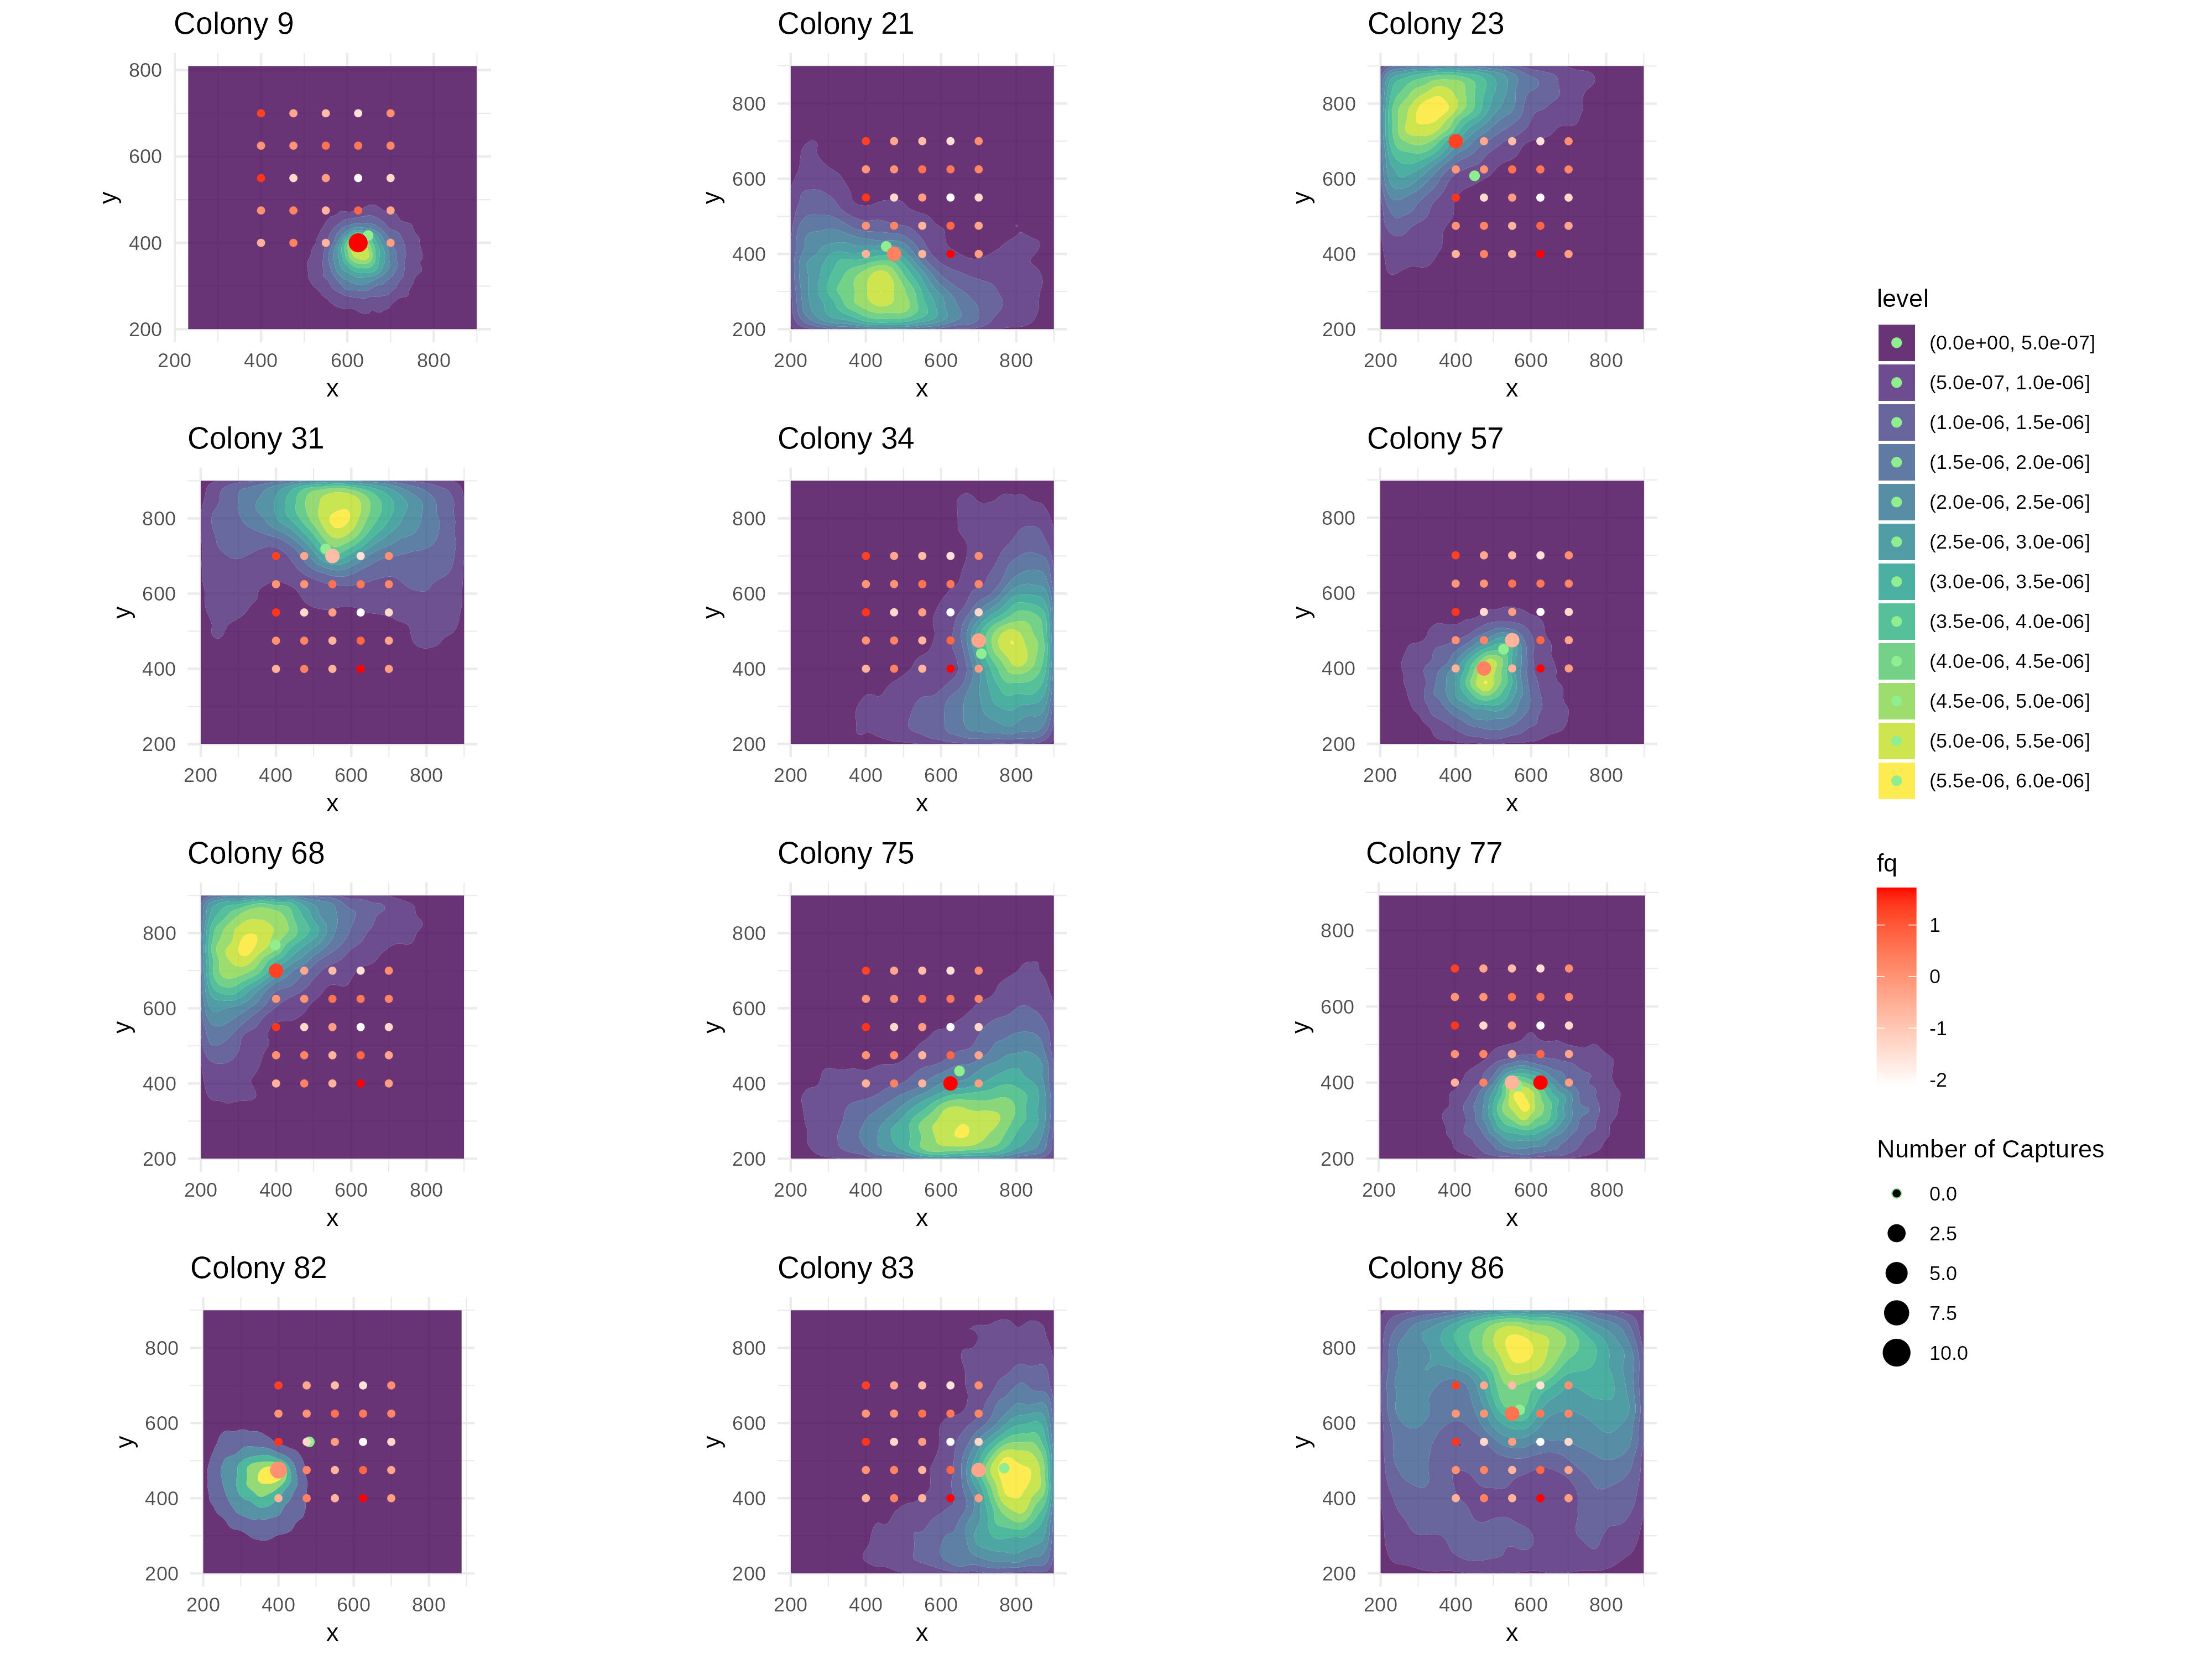 Colony 9
Colony 21
Colony 23
800
600
400
200
y
200 400 600 800
x
800
600
400
200
y
200 400 600 800
x
800
600
400
200
y
200 400 600 800
x
Colony 31
Colony 34
Colony 57
800
600
400
200
y
200 400 600 800
x
800
600
400
200
y
200 400 600 800
x
800
600
400
200
y
200 400 600 800
x
Colony 68
Colony 75
Colony 77
800
600
400
200
y
200 400 600 800
x
800
600
400
200
y
200 400 600 800
x
800
600
400
200
y
200 400 600 800
x
Colony 82
Colony 83
Colony 86
800
600
400
200
y
200 400 600 800
x
800
600
400
200
y
200 400 600 800
x
800
600
400
200
y
200 400 600 800
x
level
(0.0e+00, 5.0e-07]
(5.0e-07, 1.0e-06]
(1.0e-06, 1.5e-06]
(1.5e-06, 2.0e-06]
(2.0e-06, 2.5e-06]
(2.5e-06, 3.0e-06]
(3.0e-06, 3.5e-06]
(3.5e-06, 4.0e-06]
(4.0e-06, 4.5e-06]
(4.5e-06, 5.0e-06]
(5.0e-06, 5.5e-06]
(5.5e-06, 6.0e-06]
fq
1
0
-1
-2
Number of Captures
0.0
2.5
5.0
7.5
10.0